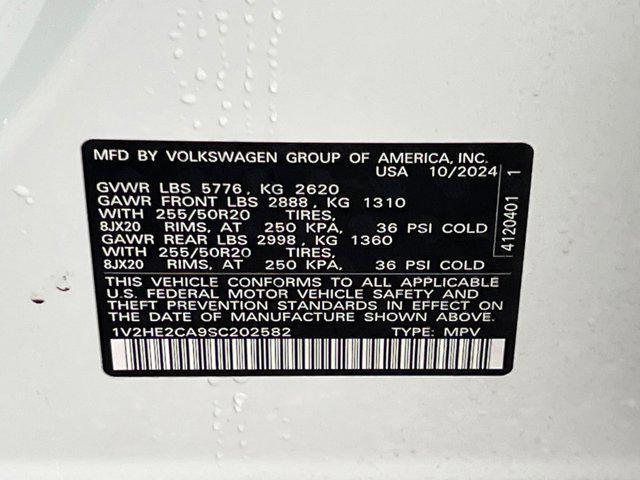 MFD BY VOLKSWAGEN GROUP OF AMERICA, INC.
USA 10/2024
GVWR LBS 5776, KG 2620
GAWR FRONT LBS 2888, KG 1310
WITH 255/50R20 TIRES,
8JX20 RIMS, AT 250 KPA, 36 PSI COLD
GAWR REAR LBS 2998, KG 1360
WITH 255/50R20 TIRES,
8JX20 RIMS, AT 250 KPA, 36 PSI COLD
THIS VEHICLE CONFORMS TO ALL APPLICABLE
U.S. FEDERAL MOTOR VEHICLE SAFETY AND
THEFT PREVENTION STANDARDS IN EFFECT ON
THE DATE OF MANUFACTURE SHOWN ABOVE.
1V2HE2CA9SC202582 TYPE: MPV
4120401 1